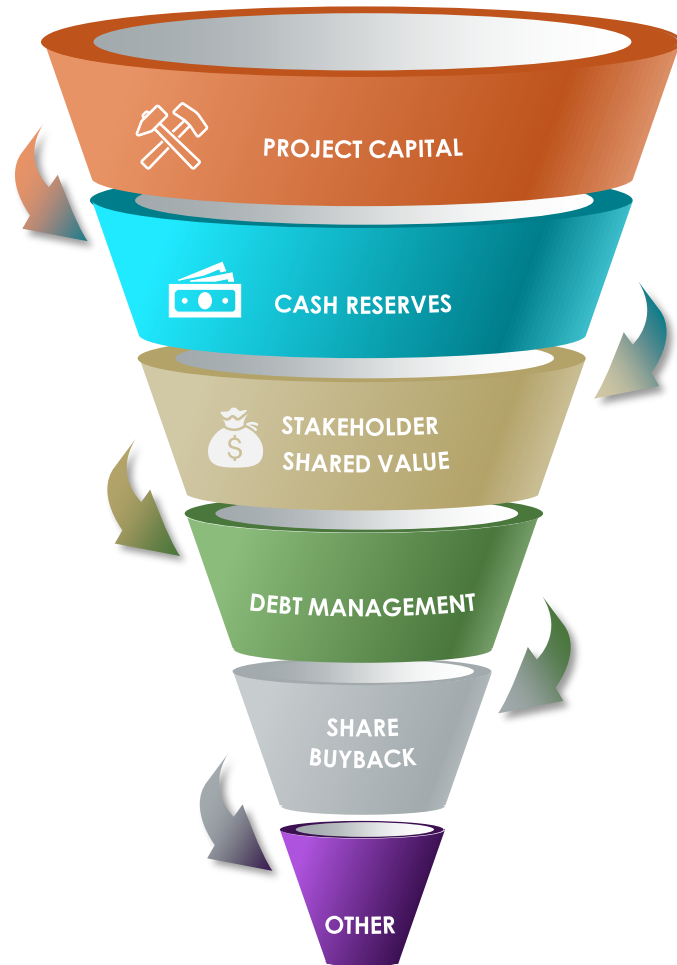 PROJECT CAPITAL
CASH RESERVES
STAKEHOLDER
SHARED VALUE
$
DEBT MANAGEMENT
SHARE
BUYBACK
OTHER